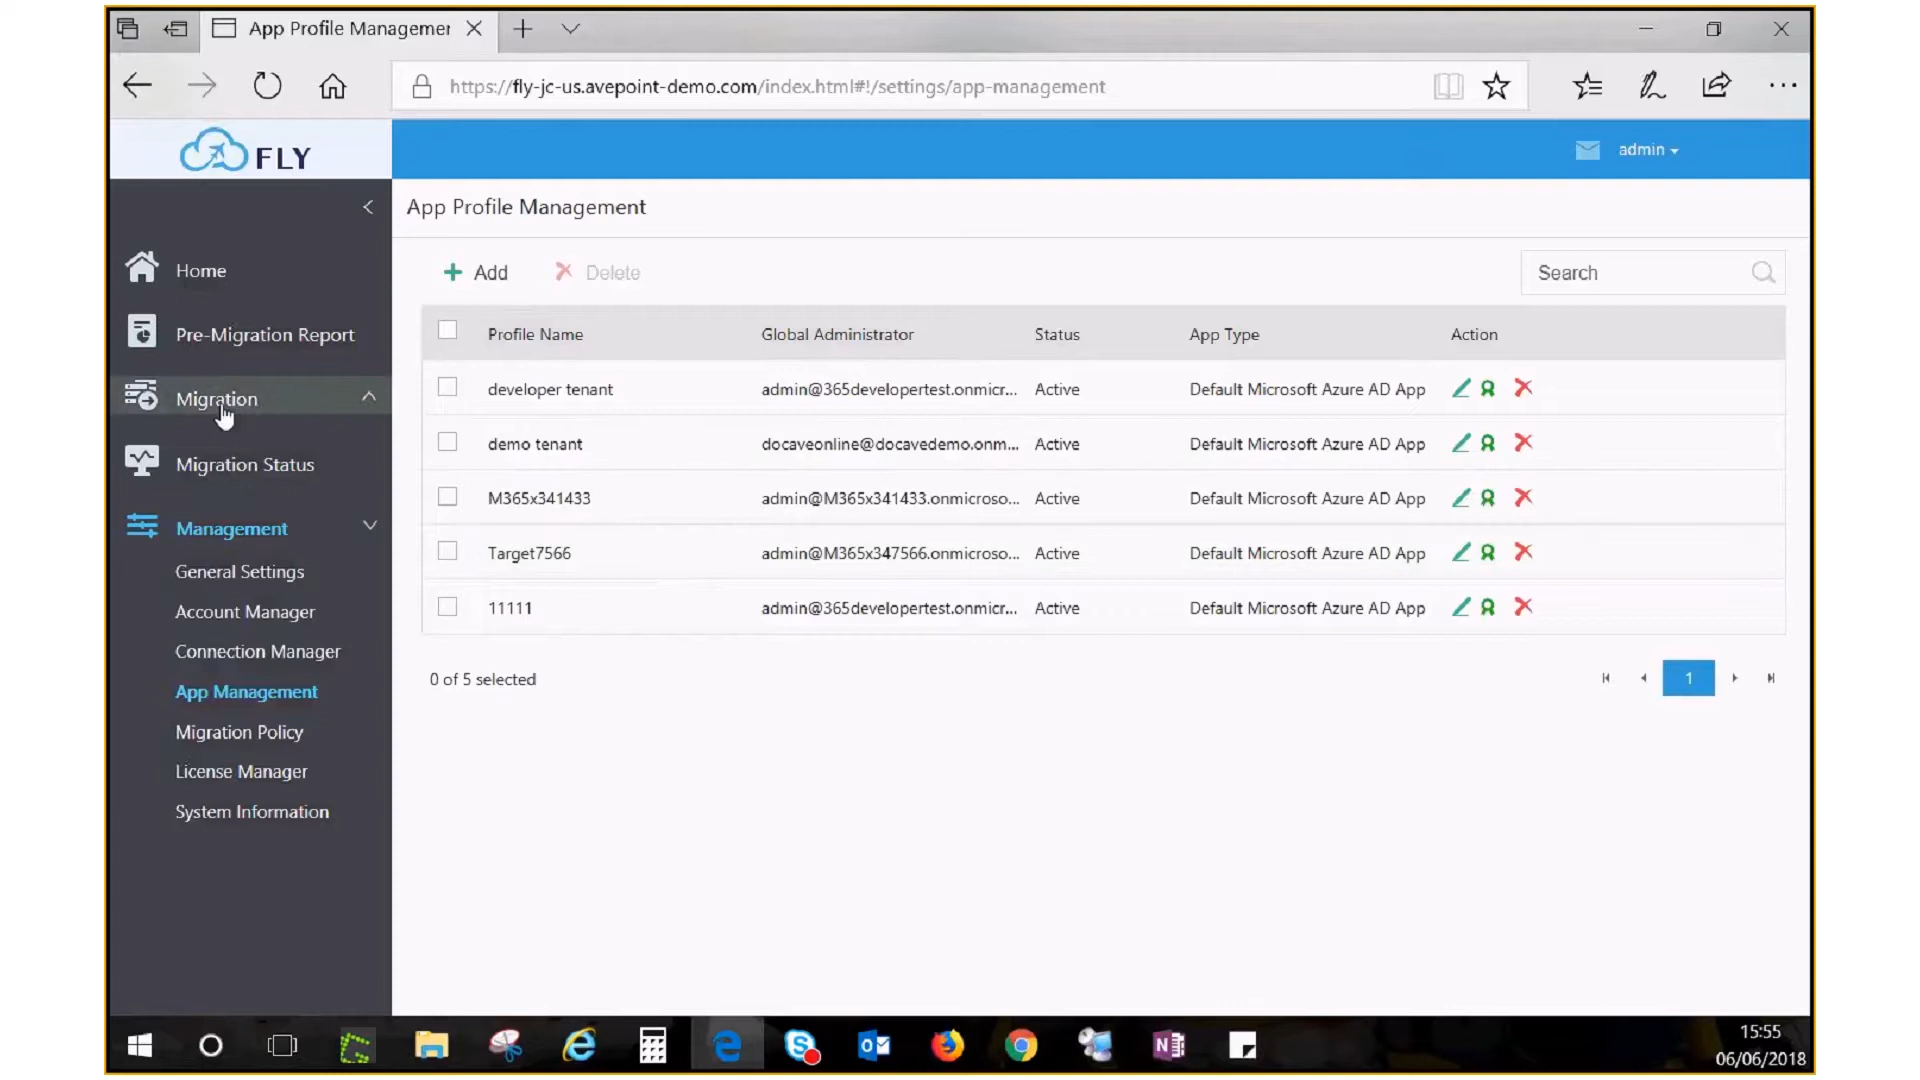 App Profile Managemer
https://fly-jc-us.avepoint-demo.com/index.html#!/settings/app-management
FLY
admin
App Profile Management
Home
Pre-Migration Report
Migration
Migration Status
Management
General Settings
Account Manager
Connection Manager
App Management
Migration Policy
License Manager
System Information
Add
Delete
Search
Profile Name Global Administrator Status App Type Action
developer tenant admin@365developertest.onmicr... Active Default Microsoft Azure AD App
demo tenant docaveonline@docavedemo.onm... Active Default Microsoft Azure AD App
M365x341433 admin@M365x341433.onmicroso... Active Default Microsoft Azure AD App
Target7566 admin@M365x347566.onmicroso... Active Default Microsoft Azure AD App
11111 admin@365developertest.onmicr... Active Default Microsoft Azure AD App
0 of 5 selected
1
15:55
06/06/2018